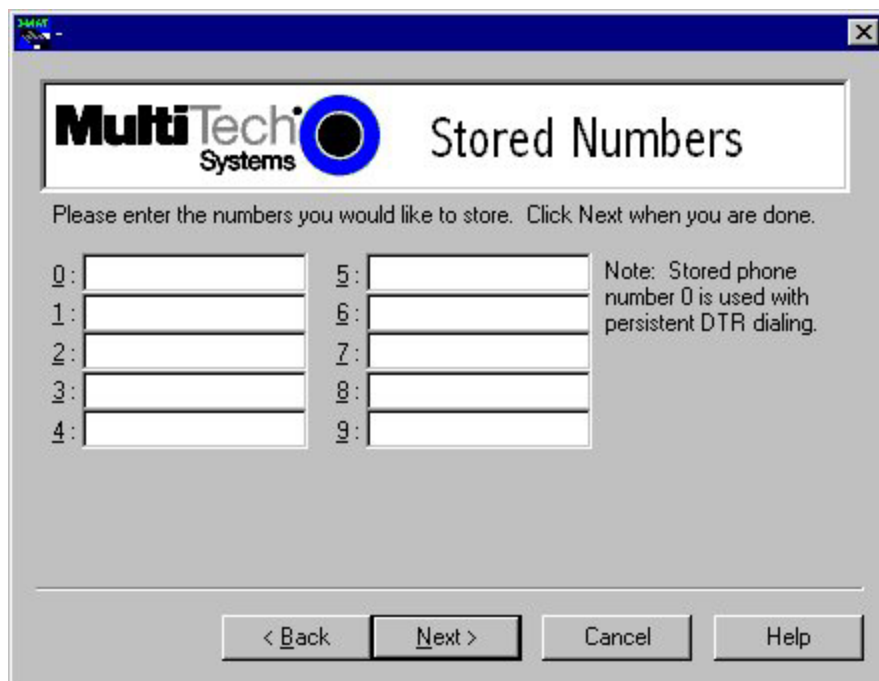 MultiTech
Systems
Stored Numbers
Please enter the numbers you would like to store. Click Next when you are done.
0:
1:
2:
3:
4:
5:
6:
7:
8:
9:
Note: Stored phone
number 0 is used with
persistent DTR dialing.
< Back
Next >
Cancel
Help